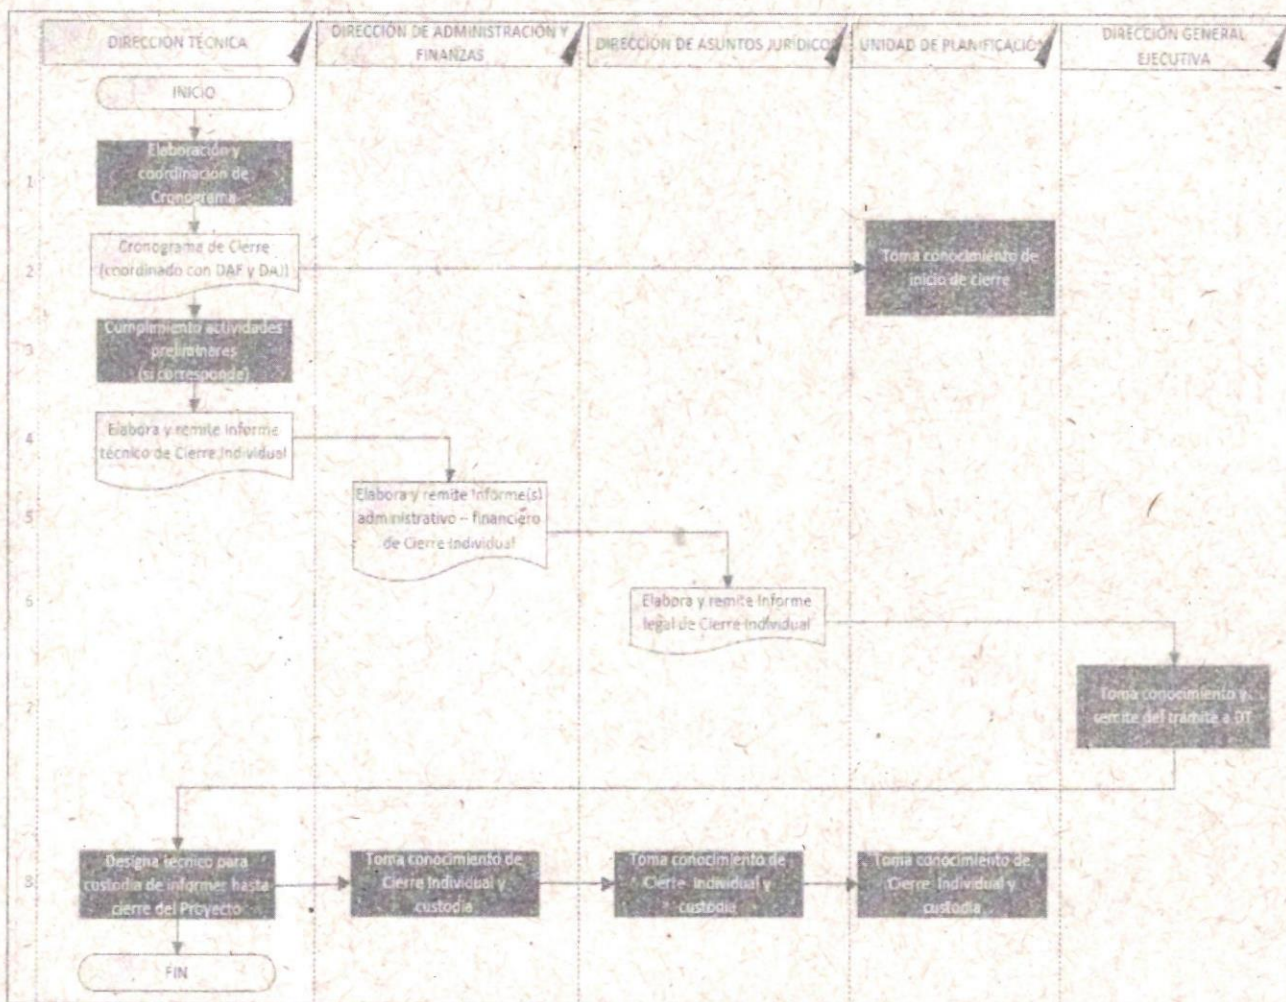 DIRECCIÓN TÉCNICA
DIRECCIÓN DE ADMINISTRACIÓN Y
FINANZAS
DIRECCIÓN DE ASUNTOS JURÍDICOS
UNIDAD DE PLANIFICACIÓN
DIRECCIÓN GENERAL
EJECUTIVA
INICIO
1
Elaboración y
coordinación de
Cronograma
2
Cronograma de Cierre
(coordinado con DAF y DAJ)
Toma conocimiento de
inicio de cierre
3
Cumplimiento actividades
preliminares
(si corresponde)
4
Elabora y remite Informe
técnico de Cierre Individual
5
Elabora y remite Informe(s)
administrativo – financiero
de Cierre Individual
6
Elabora y remite Informe
legal de Cierre Individual
7
Toma conocimiento y
remite del trámite a DT
8
Designa técnico para
custodia de informes hasta
cierre del Proyecto
Toma conocimiento de
Cierre Individual y
custodia
Toma conocimiento de
Cierre Individual y
custodia
Toma conocimiento de
Cierre Individual y
custodia
FIN